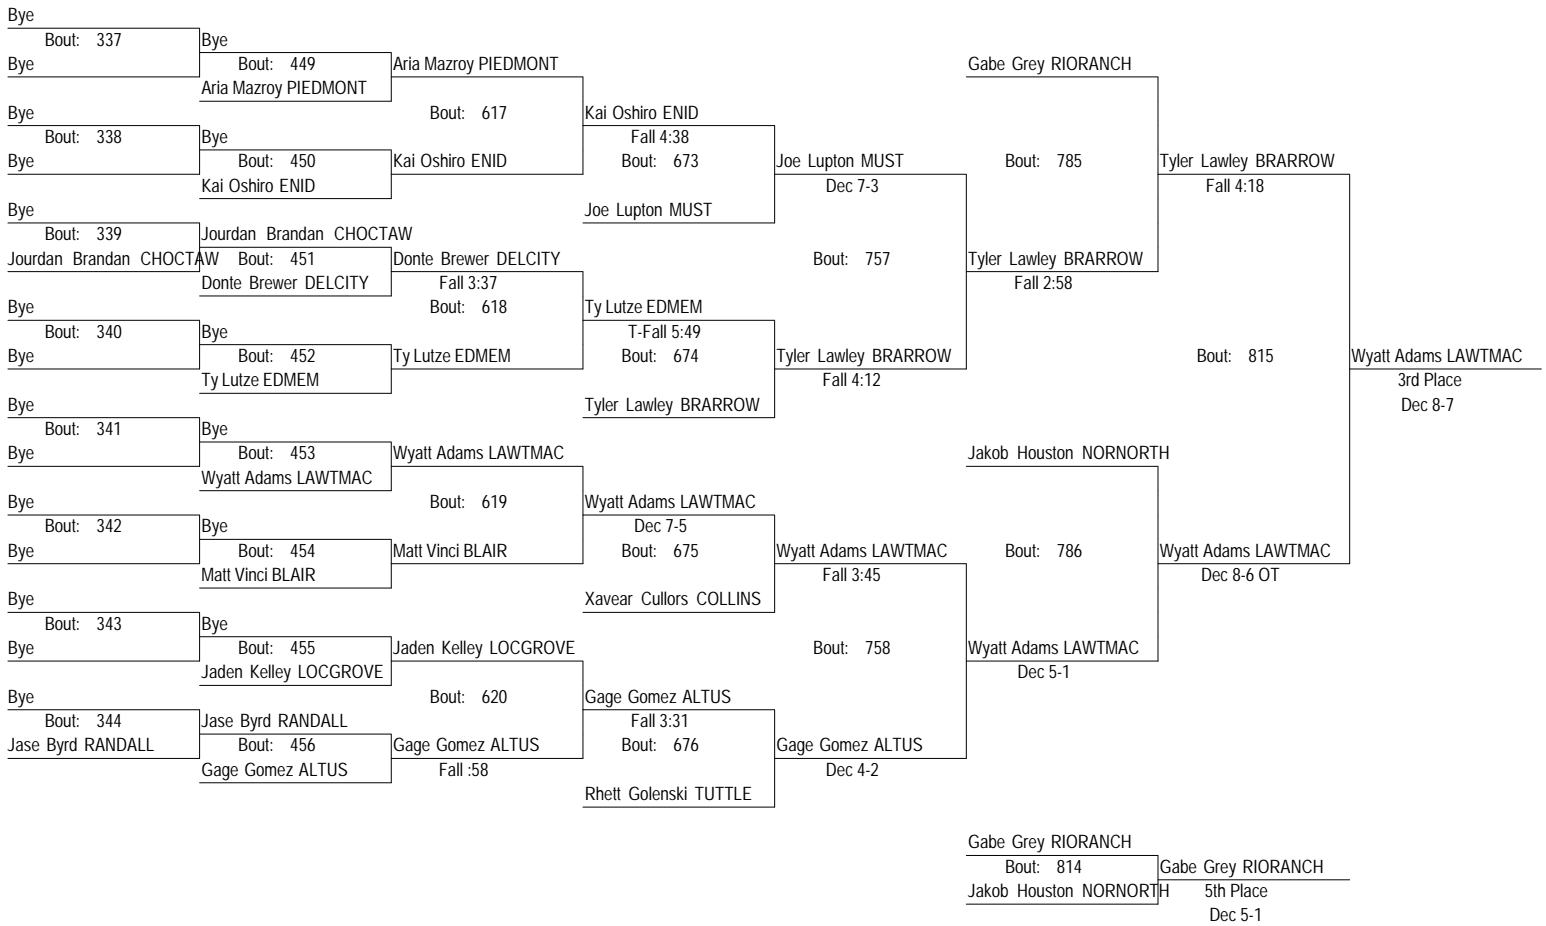 Bye
Bout: 337
Bye
Bye
Bout: 449
Aria Mazroy PIEDMONT
Aria Mazroy PIEDMONT
Bout: 617
Bye
Bout: 338
Bye
Bye
Bout: 450
Kai Oshiro ENID
Kai Oshiro ENID
Kai Oshiro ENID
Fall 4:38
Bout: 673
Joe Lupton MUST
Joe Lupton MUST
Dec 7-3
Bye
Bout: 339
Jourdan Brandan CHOCTAW
Jourdan Brandan CHOCTAW
Bout: 451
Donte Brewer DELCITY
Donte Brewer DELCITY
Fall 3:37
Bout: 618
Bye
Bout: 340
Bye
Bye
Bout: 452
Ty Lutze EDMEM
Ty Lutze EDMEM
Ty Lutze EDMEM
T-Fall 5:49
Bout: 674
Tyler Lawley BRARROW
Tyler Lawley BRARROW
Fall 4:12
Bout: 757
Gabe Grey RIORANCH
Bout: 785
Tyler Lawley BRARROW
Fall 2:58
Tyler Lawley BRARROW
Fall 4:18
Bye
Bout: 341
Bye
Bye
Bout: 453
Wyatt Adams LAWTMAC
Wyatt Adams LAWTMAC
Bout: 619
Bye
Bout: 342
Bye
Bye
Bout: 454
Matt Vinci BLAIR
Matt Vinci BLAIR
Wyatt Adams LAWTMAC
Dec 7-5
Bout: 675
Xavear Cullors COLLINS
Wyatt Adams LAWTMAC
Fall 3:45
Bye
Bout: 343
Bye
Bye
Bout: 455
Jaden Kelley LOCGROVE
Jaden Kelley LOCGROVE
Bout: 620
Bye
Bout: 344
Jase Byrd RANDALL
Jase Byrd RANDALL
Bout: 456
Gage Gomez ALTUS
Gage Gomez ALTUS
Fall :58
Gage Gomez ALTUS
Fall 3:31
Bout: 676
Rhett Golenski TUTTLE
Gage Gomez ALTUS
Dec 4-2
Bout: 758
Jakob Houston NORNORTH
Bout: 786
Wyatt Adams LAWTMAC
Dec 5-1
Wyatt Adams LAWTMAC
Dec 8-6 OT
Bout: 815
Wyatt Adams LAWTMAC
3rd Place
Dec 8-7
Gabe Grey RIORANCH
Bout: 814
Jakob Houston NORNORTH
Gabe Grey RIORANCH
5th Place
Dec 5-1